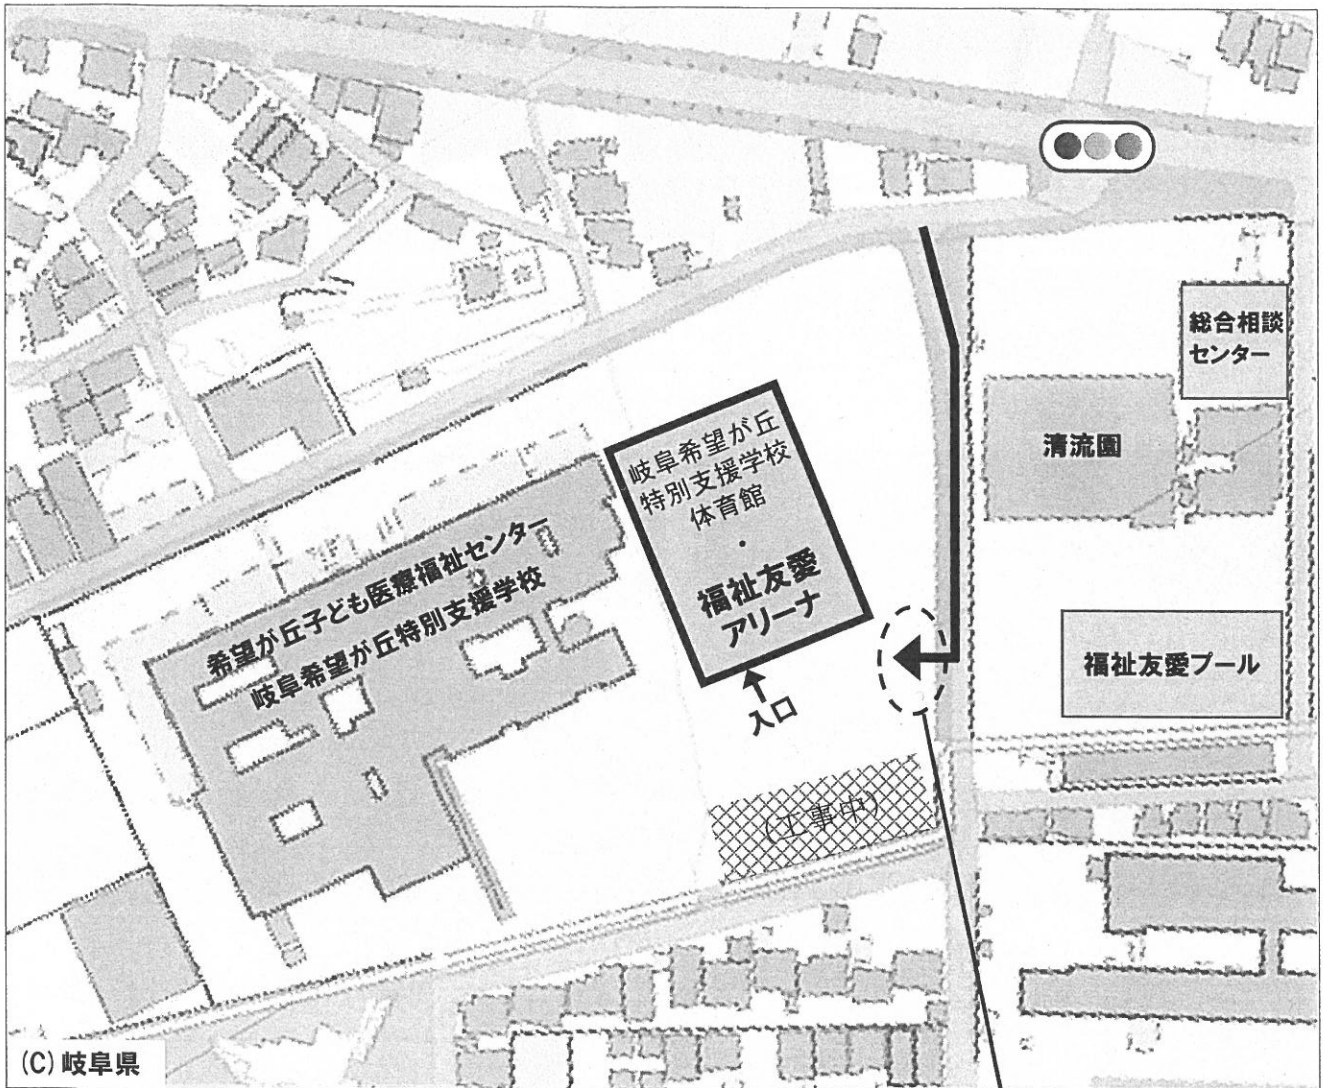 総合相談
センター
清流園
岐阜希望が丘
特別支援学校
体育館
・
福祉友愛
アリーナ
希望が丘子ども医療福祉センター
岐阜希望が丘特別支援学校
福祉友愛プール
入口
(工事中)
(C)岐阜県